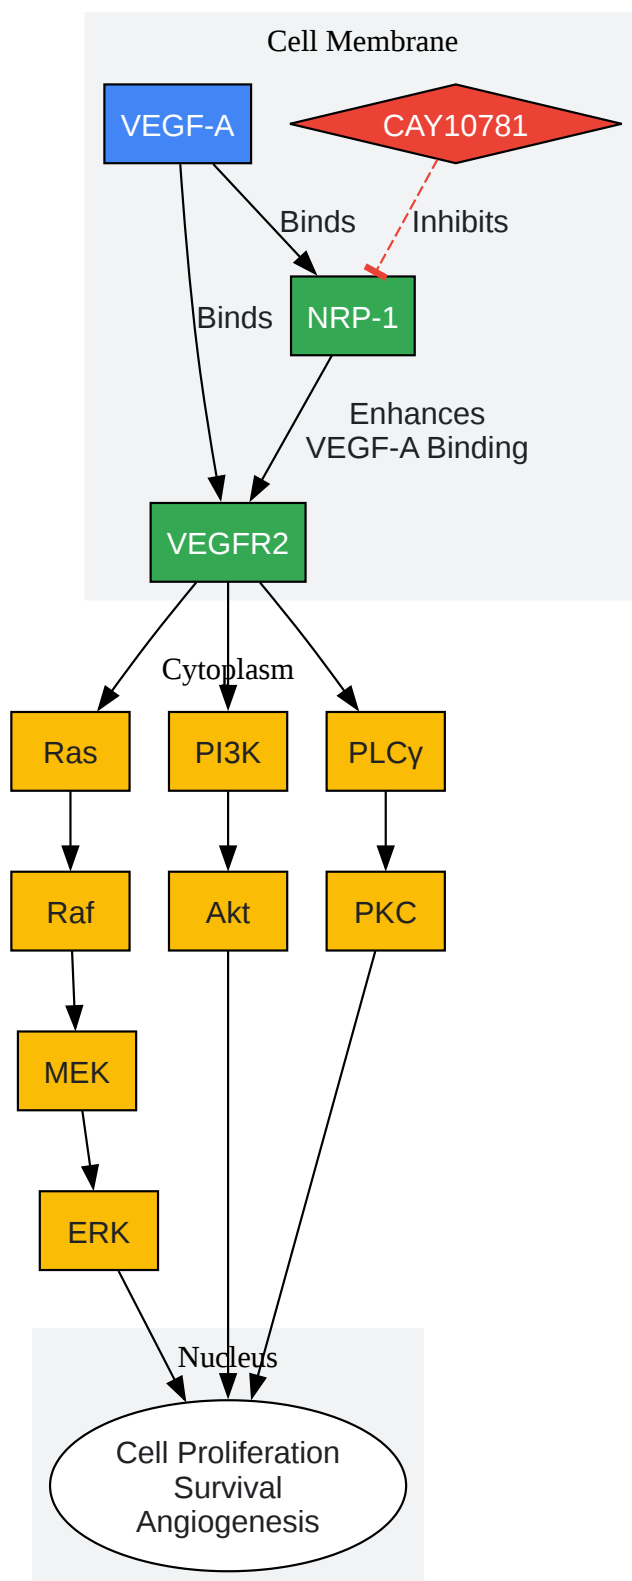 Cell Membrane
VEGF-A
CAY10781
Binds
Inhibits
Binds
NRP-1
Enhances
VEGF-A Binding
VEGFR2
Cytoplasm
Ras
PI3K
PLCγ
Raf
Akt
PKC
MEK
ERK
Nucleus
Cell Proliferation
Survival
Angiogenesis